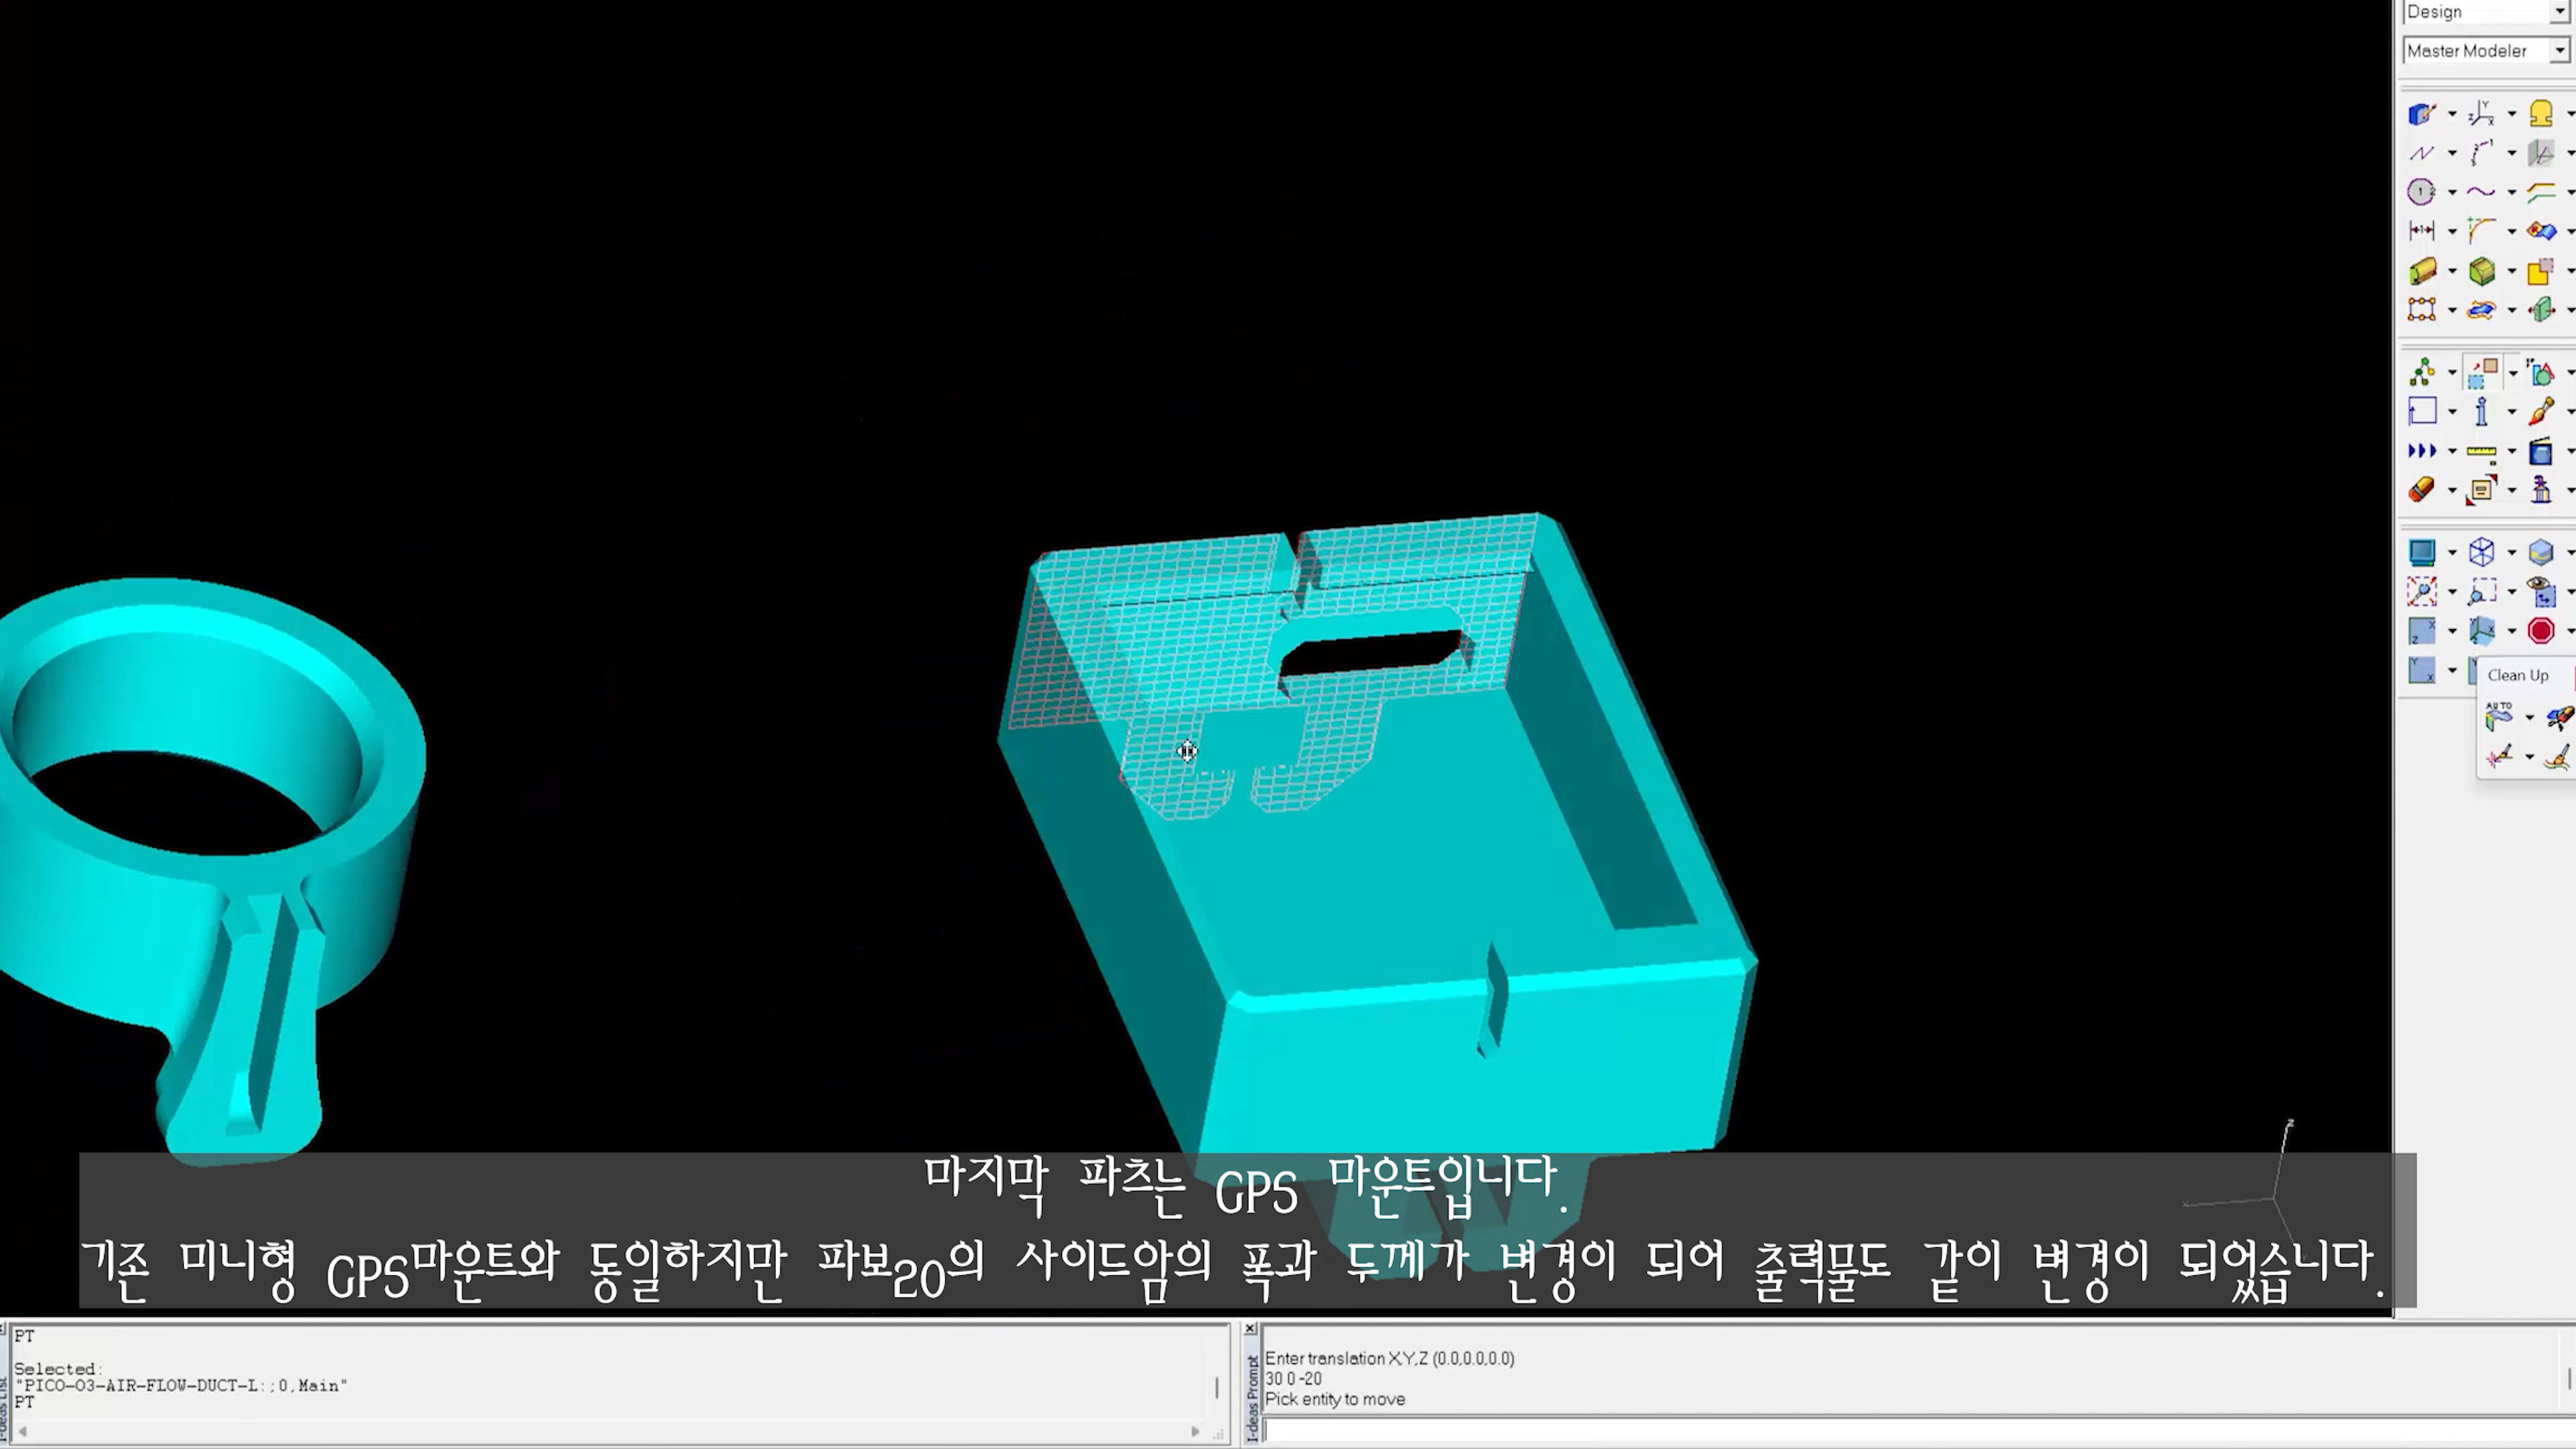 Design
Master Modeler
Clean Up
AUTO
마지막 파츠는 GPS 마운트입니다.
기존 미니형 GPS마운트와 동일하지만 파보20의 사이드암의 폭과 두께가 변경이 되어 출력물도 같이 변경이 되었습니다.
PT
Selected:
"PICO-O3-AIR-FLOW-DUCT-L:;0,Main"
PT
I-deas List
I-deas Prompt
Enter translation X,Y,Z (0.0,0.0,0.0)
30 0 -20
Pick entity to move